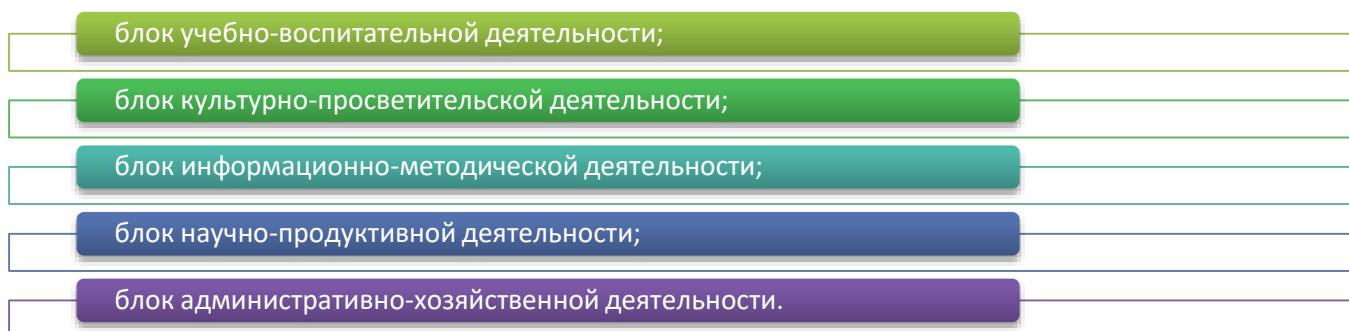 блок учебно-воспитательной деятельности;
блок культурно-просветительской деятельности;
блок информационно-методической деятельности;
блок научно-продуктивной деятельности;
блок административно-хозяйственной деятельности.